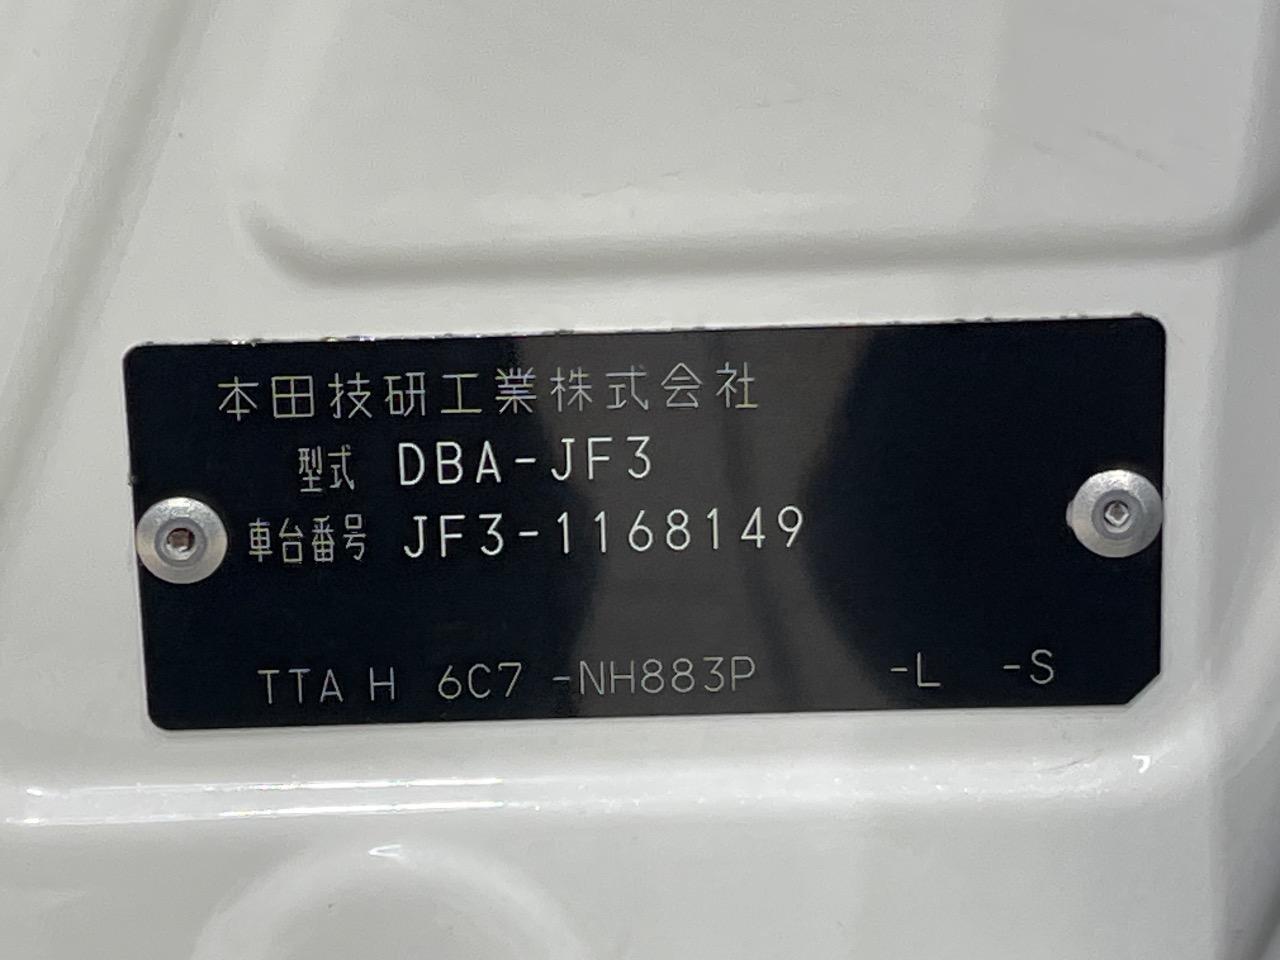 本田技研工業株式会社
型式 DBA-JF3
車台番号 JF3-1168149
TTA H 6C7 -NH883P -L -S